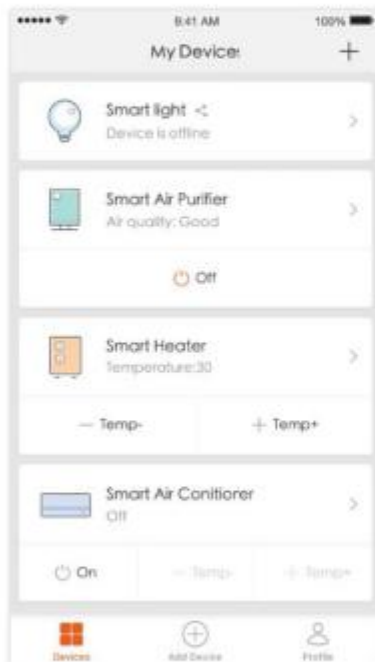 9:41 AM 100%
My Devices
Smart light
Device is offline
Smart Air Purifier
Air quality: Good
Off
Smart Heater
Temperature:30
Temp- Temp+
Smart Air Conitiorer
Off
On Temp- Temp+
Devices Add Device Profile